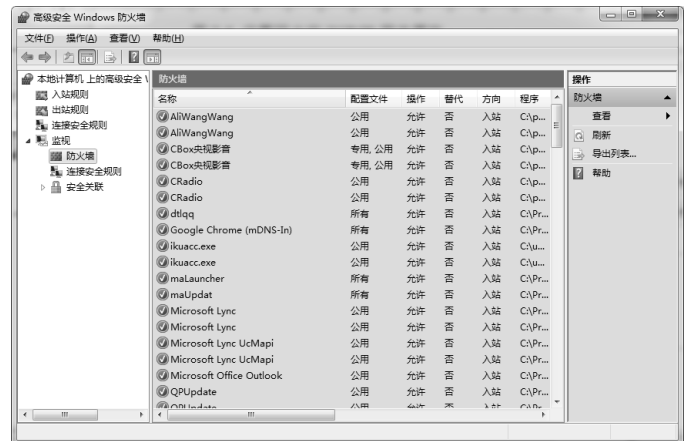 高级安全 Windows 防火墙
文件(F) 操作(A) 查看(V) 帮助(H)
本地计算机 上的高级安全 \
入站规则
出站规则
连接安全规则
监视
防火墙
连接安全规则
安全关联
防火墙
名称 配置文件 操作 替代 方向 程序
AliWangWang 公用 允许 否 入站 C:\p...
AliWangWang 公用 允许 否 入站 C:\p...
CBox央视影音 专用, 公用 允许 否 入站 C:\p...
CBox央视影音 专用, 公用 允许 否 入站 C:\p...
CRadio 公用 允许 否 入站 C:\p...
CRadio 公用 允许 否 入站 C:\p...
dtlqq 所有 允许 否 入站 C:\Pr...
Google Chrome (mDNS-In) 所有 允许 否 入站 C:\Pr...
ikuacc.exe 公用 允许 否 入站 C:\u...
ikuacc.exe 公用 允许 否 入站 C:\u...
maLauncher 所有 允许 否 入站 C:\Pr...
maUpdat 所有 允许 否 入站 C:\Pr...
Microsoft Lync 公用 允许 否 入站 C:\Pr...
Microsoft Lync 公用 允许 否 入站 C:\Pr...
Microsoft Lync UcMapi 公用 允许 否 入站 C:\Pr...
Microsoft Lync UcMapi 公用 允许 否 入站 C:\Pr...
Microsoft Office Outlook 公用 允许 否 入站 C:\Pr...
QPUpdate 公用 允许 否 入站 C:\Pr...
QPUpdate 公用 允许 否 入站 C:\Pr...
操作
防火墙
查看
刷新
导出列表...
帮助